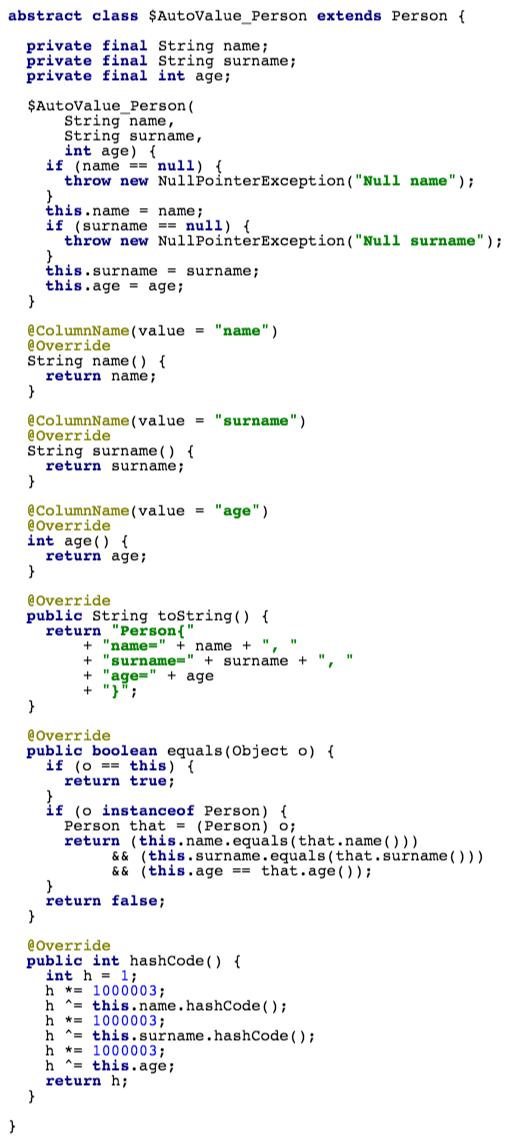 abstract class $AutoValue_Person extends Person {
private final String name;
private final String surname;
private final int age;
$AutoValue_Person(
String name,
String surname,
int age) {
if (name == null) {
throw new NullPointerException("Null name");
}
this.name = name;
if (surname == null) {
throw new NullPointerException("Null surname");
}
this.surname = surname;
this.age = age;
}
@ColumnName(value = "name")
@Override
String name() {
return name;
}
@ColumnName(value = "surname")
@Override
String surname() {
return surname;
}
@ColumnName(value = "age")
@Override
int age() {
return age;
}
@Override
public String toString() {
return "Person{"
+ "name=" + name + ", "
+ "surname=" + surname + ", "
+ "age=" + age
+ "}";
}
@Override
public boolean equals(Object o) {
if (o == this) {
return true;
}
if (o instanceof Person) {
Person that = (Person) o;
return (this.name.equals(that.name()))
&& (this.surname.equals(that.surname()))
&& (this.age == that.age());
}
return false;
}
@Override
public int hashCode() {
int h = 1;
h *= 1000003;
h ^= this.name.hashCode();
h *= 1000003;
h ^= this.surname.hashCode();
h *= 1000003;
h ^= this.age;
return h;
}
}